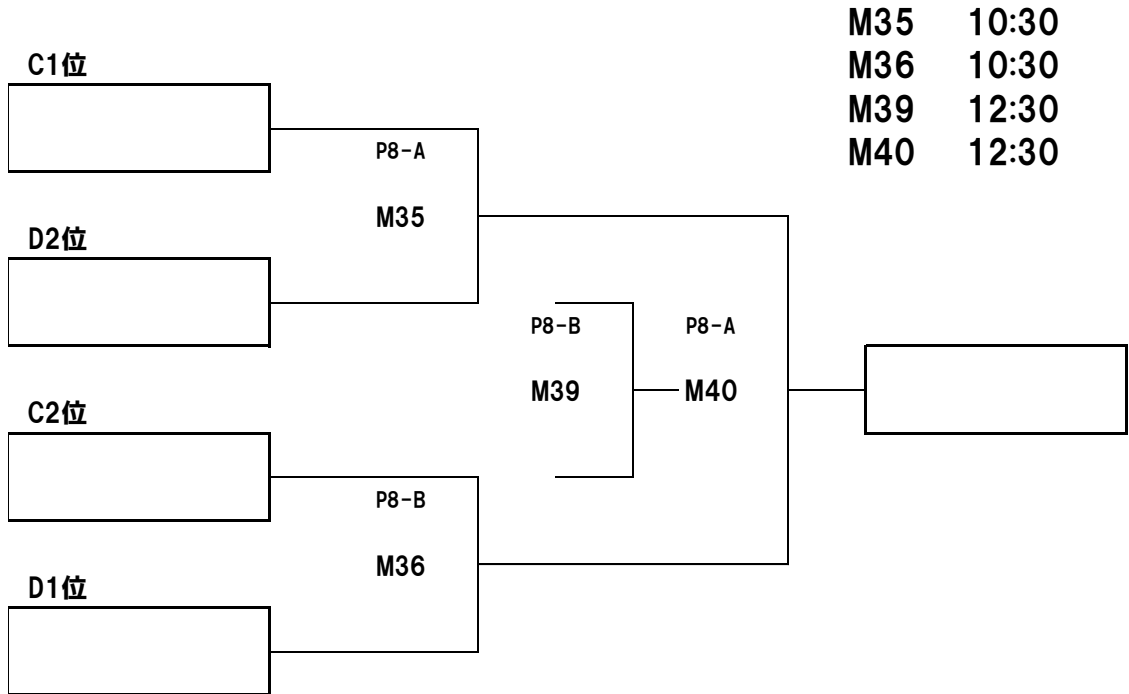 M35 10:30
M36 10:30
M39 12:30
M40 12:30
C1位
P8-A
M35
D2位
P8-B P8-A
M39 M40
C2位
P8-B
M36
D1位